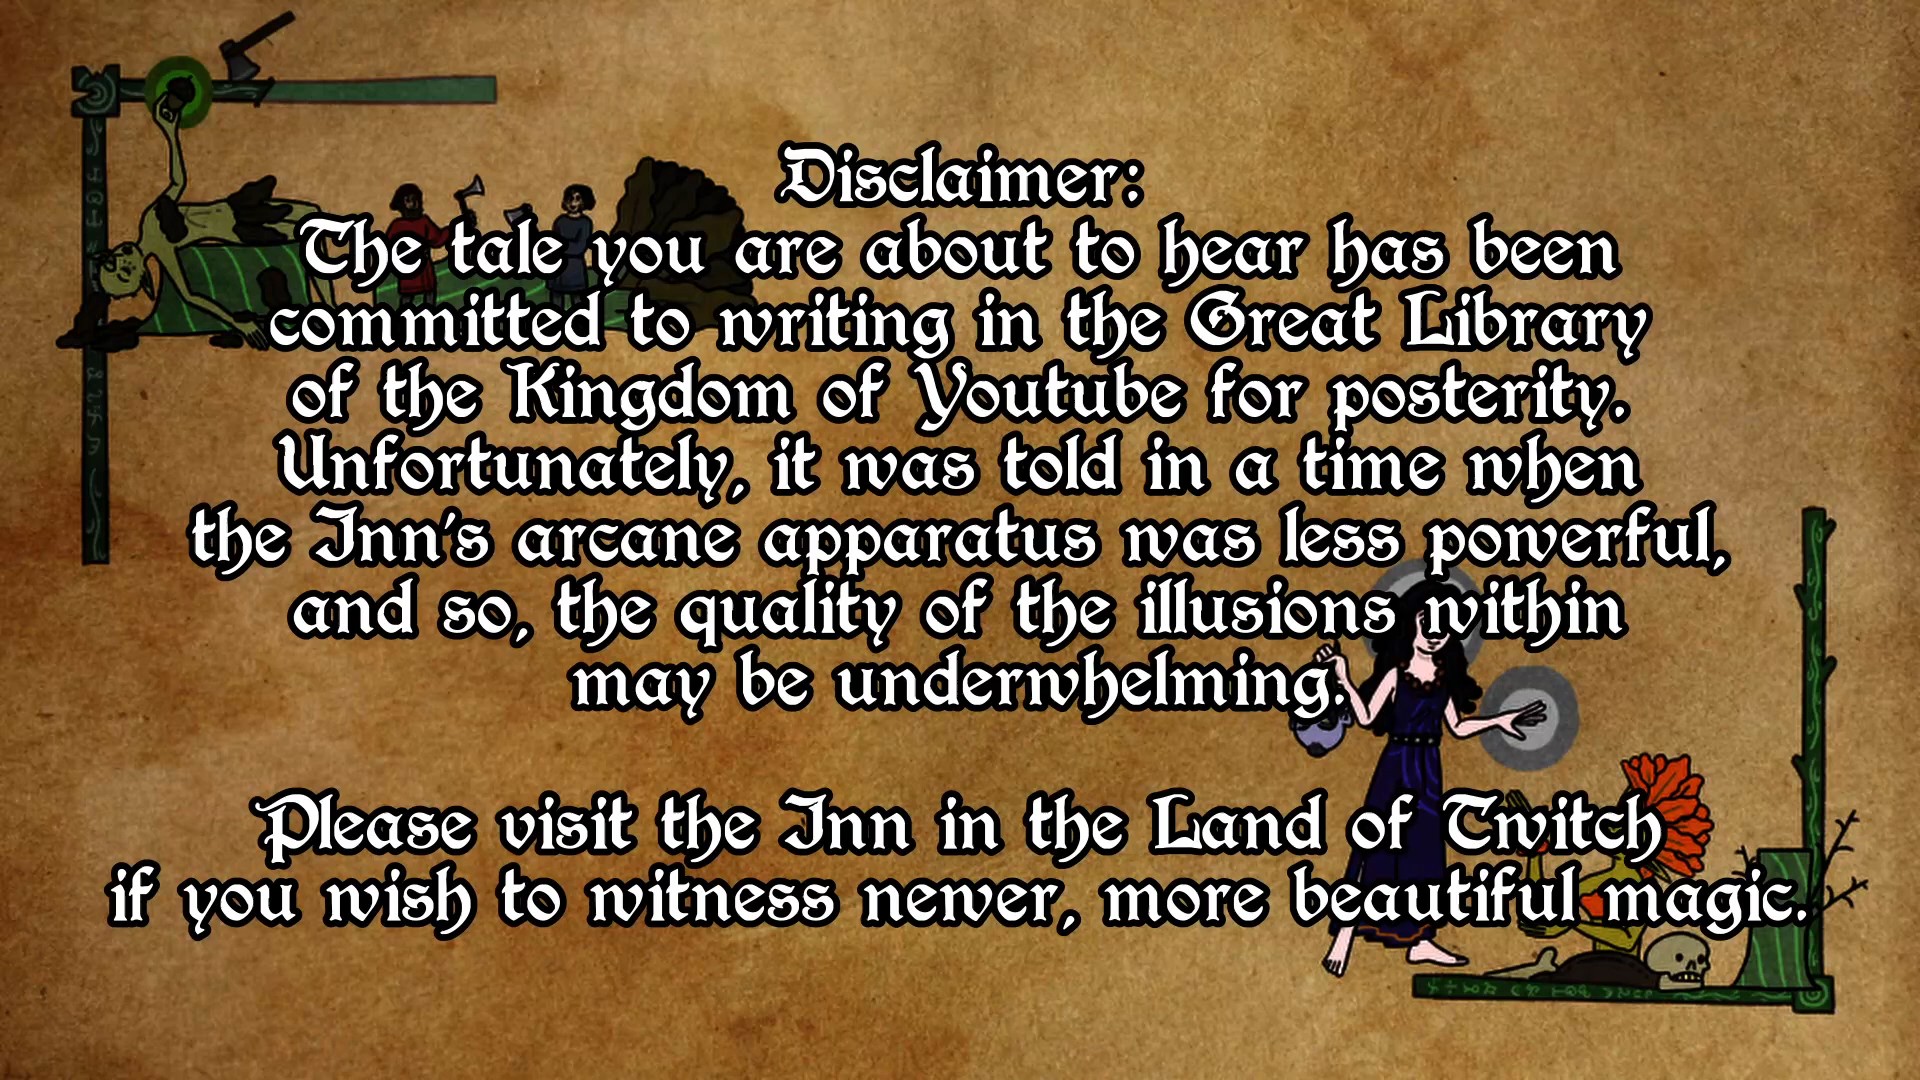 Disclaimer:
The tale you are about to hear has been
committed to writing in the Great Library
of the Kingdom of Youtube for posterity.
Unfortunately, it was told in a time when
the Inn's arcane apparatus was less powerful,
and so, the quality of the illusions within
may be underwhelming.
Please visit the Inn in the Land of Twitch
if you wish to witness newer, more beautiful magic.